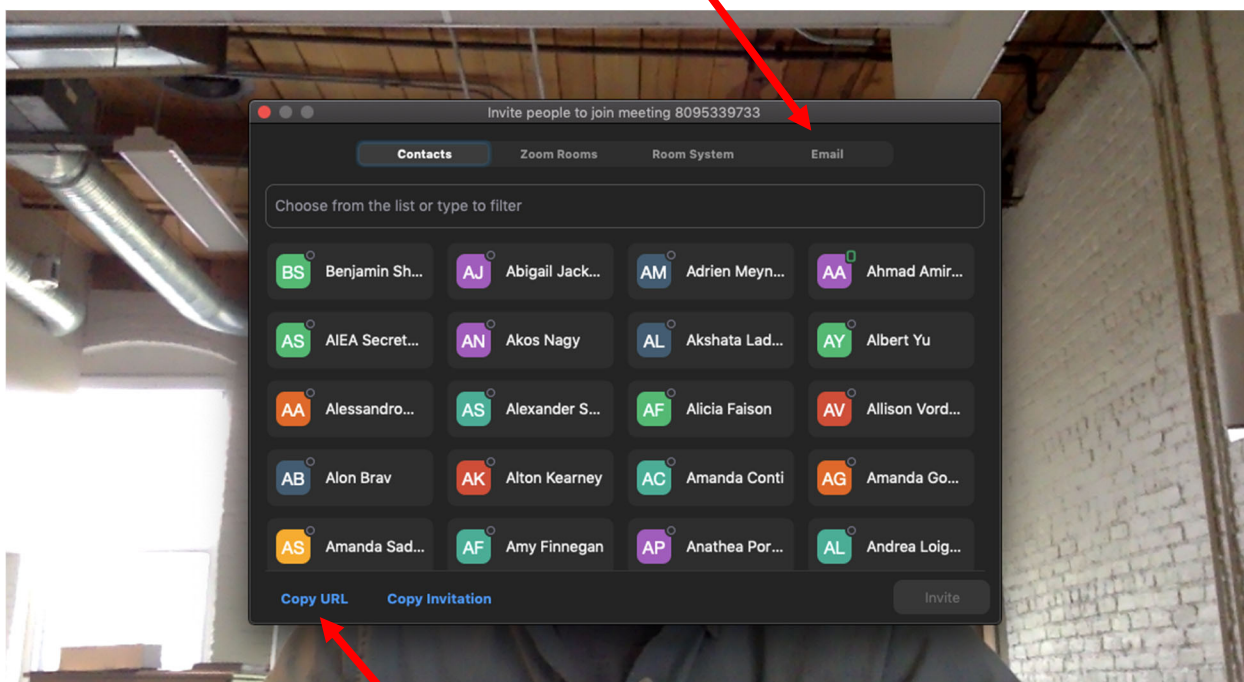 Invite people to join meeting 8095339733
Contacts Zoom Rooms Room System Email
Choose from the list or type to filter
BS Benjamin Sh... AJ Abigail Jack... AM Adrien Meyn... AA Ahmad Amir...
AS AIEA Secret... AN Akos Nagy AL Akshata Lad... AY Albert Yu
AA Alessandro... AS Alexander S... AF Alicia Faison AV Allison Vord...
AB Alon Brav AK Alton Kearney AC Amanda Conti AG Amanda Go...
AS Amanda Sad... AF Amy Finnegan AP Anathea Por... AL Andrea Loig...
Copy URL Copy Invitation Invite